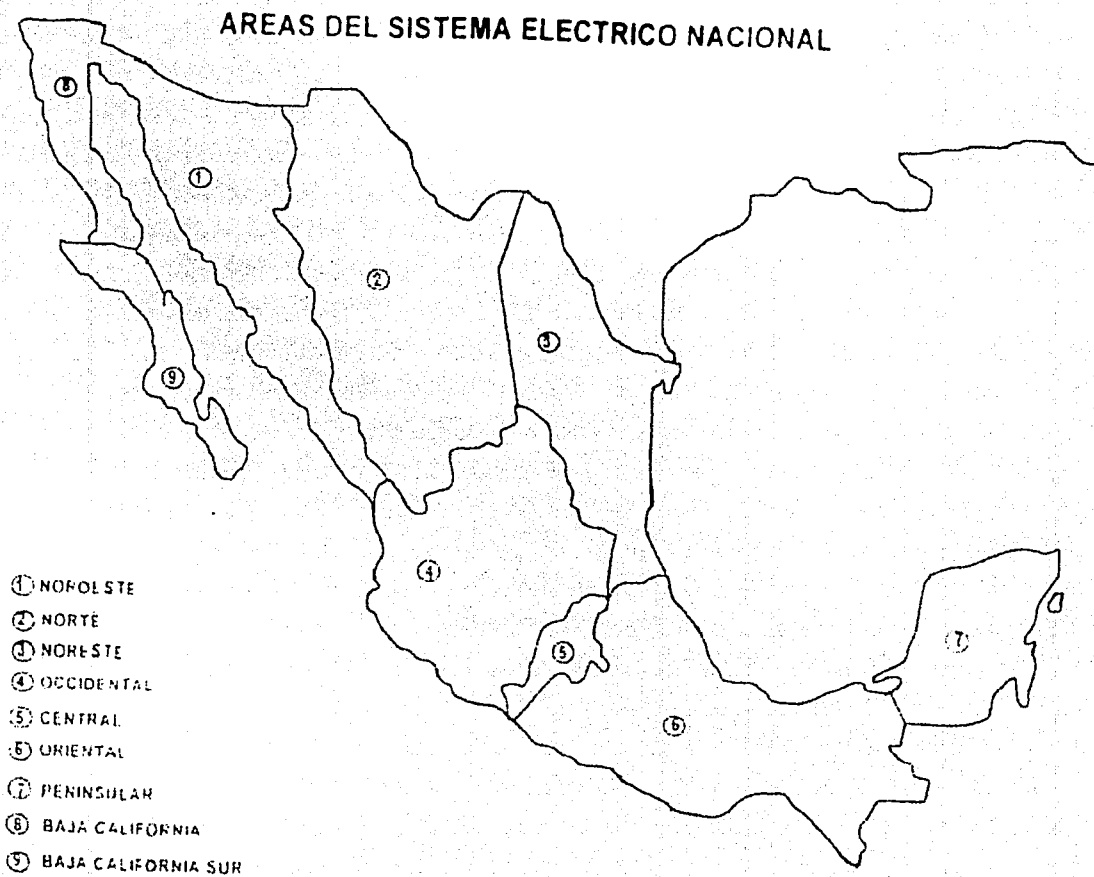 AREAS DEL SISTEMA ELECTRICO NACIONAL
8
1
2
3
9
4
5
6
7
① NOROESTE
② NORTE
③ NORESTE
④ OCCIDENTAL
⑤ CENTRAL
⑥ ORIENTAL
⑦ PENINSULAR
⑧ BAJA CALIFORNIA
⑨ BAJA CALIFORNIA SUR